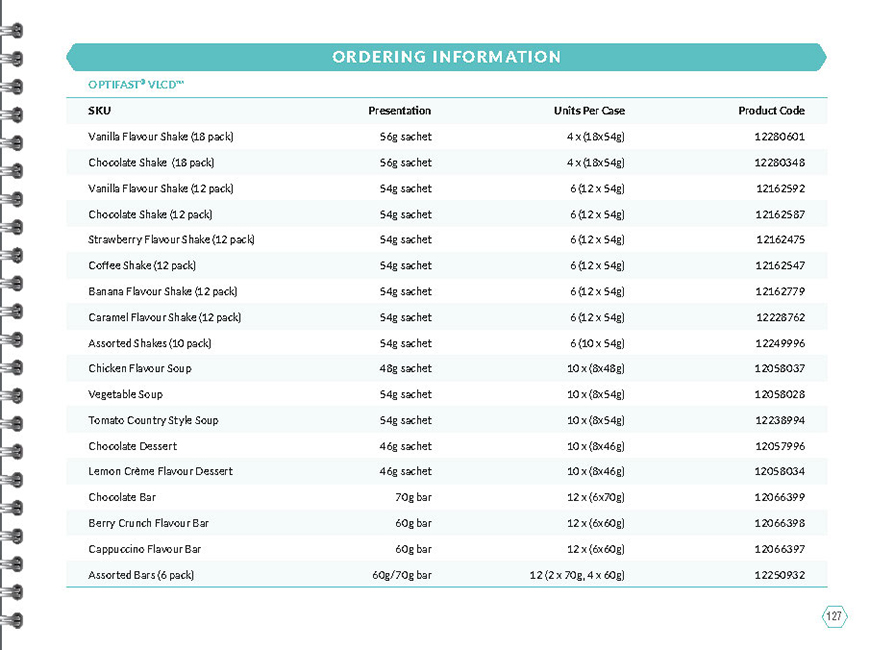 ORDERING INFORMATION
OPTIFAST® VLCD™
SKU Presentation Units Per Case Product Code
Vanilla Flavour Shake (18 pack) 56g sachet 4 x (18x54g) 12280601
Chocolate Shake (18 pack) 56g sachet 4 x (18x54g) 12280348
Vanilla Flavour Shake (12 pack) 54g sachet 6 (12 x 54g) 12162592
Chocolate Shake (12 pack) 54g sachet 6 (12 x 54g) 12162587
Strawberry Flavour Shake (12 pack) 54g sachet 6 (12 x 54g) 12162475
Coffee Shake (12 pack) 54g sachet 6 (12 x 54g) 12162547
Banana Flavour Shake (12 pack) 54g sachet 6 (12 x 54g) 12162779
Caramel Flavour Shake (12 pack) 54g sachet 6 (12 x 54g) 12228762
Assorted Shakes (10 pack) 54g sachet 6 (10 x 54g) 12249996
Chicken Flavour Soup 48g sachet 10 x (8x48g) 12058037
Vegetable Soup 54g sachet 10 x (8x54g) 12058028
Tomato Country Style Soup 54g sachet 10 x (8x54g) 12238994
Chocolate Dessert 46g sachet 10 x (8x46g) 12057996
Lemon Crème Flavour Dessert 46g sachet 10 x (8x46g) 12058034
Chocolate Bar 70g bar 12 x (6x70g) 12066399
Berry Crunch Flavour Bar 60g bar 12 x (6x60g) 12066398
Cappuccino Flavour Bar 60g bar 12 x (6x60g) 12066397
Assorted Bars (6 pack) 60g/70g bar 12 (2 x 70g, 4 x 60g) 12250932
127